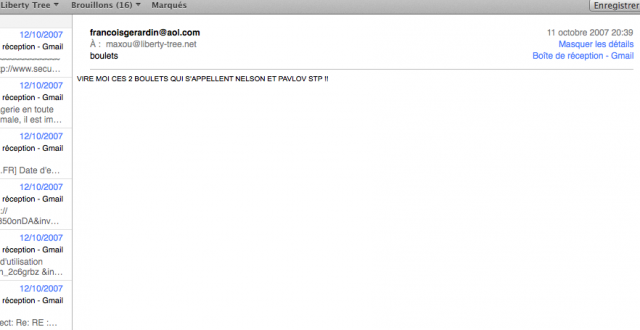 Liberty Tree Brouillons (16) Marqués
Enregistrer
12/10/2007
réception - Gmail
~~~~~~~~~~~~~~
tp://www.secu…
12/10/2007
réception - Gmail
agerie en toute
male, il est im…
12/10/2007
réception - Gmail
.FR] Date d'e…
12/10/2007
réception - Gmail
://
350onDA&inv…
12/10/2007
réception - Gmail
d'utilisation
n_2c6grbz &in…
12/10/2007
réception - Gmail
ect: Re: RE :…
francoisgerardin@aol.com
11 octobre 2007 20:39
À : maxou@liberty-tree.net
Masquer les détails
boulets
Boîte de réception - Gmail
VIRE MOI CES 2 BOULETS QUI S'APPELLENT NELSON ET PAVLOV STP !!